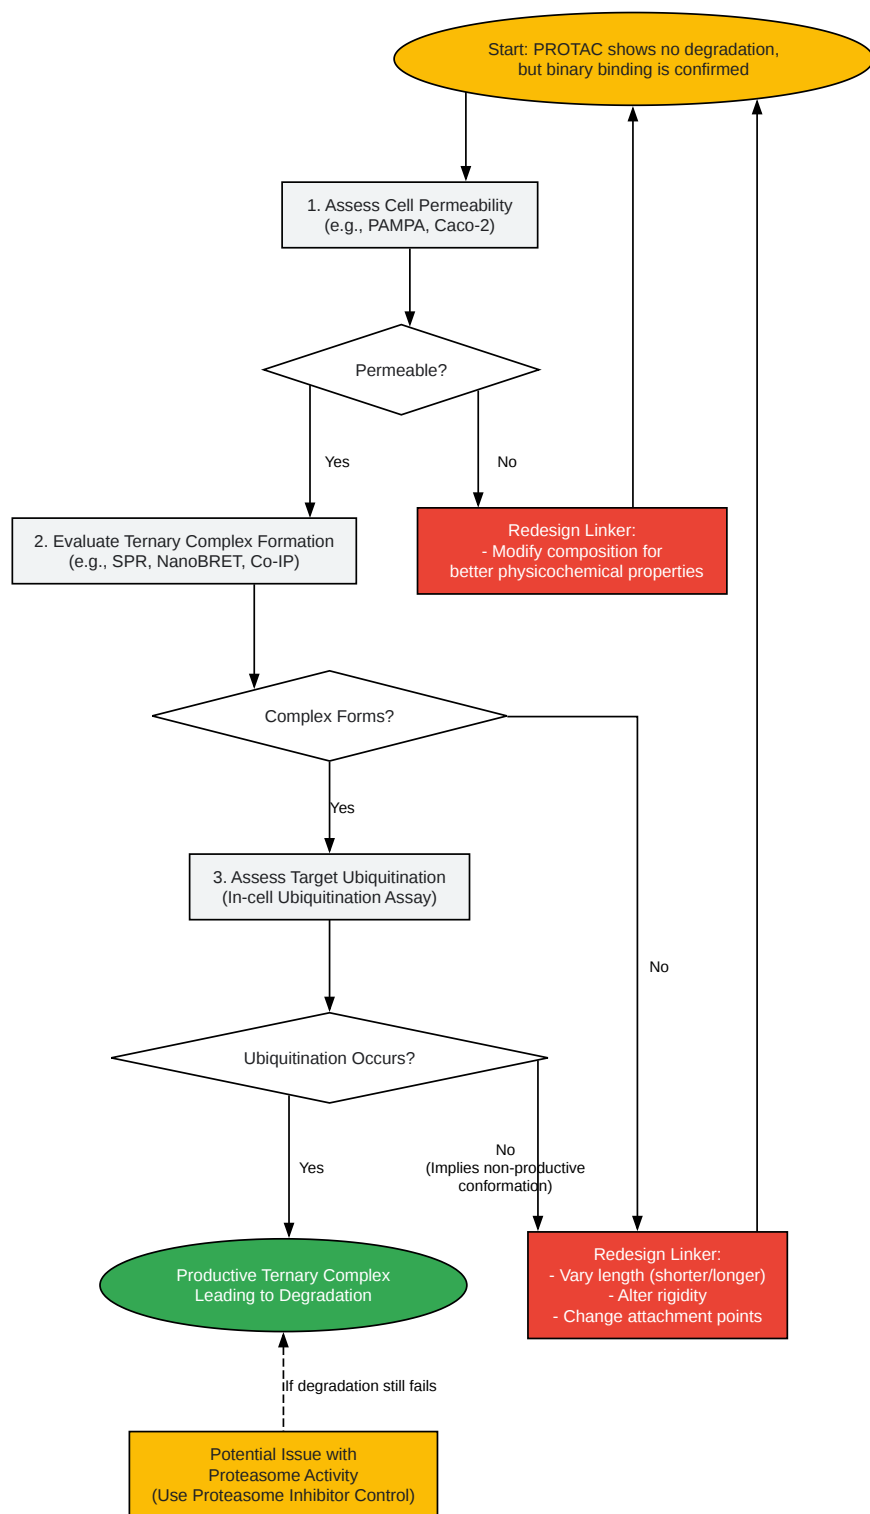 Start: PROTAC shows no degradation,
but binary binding is confirmed
1. Assess Cell Permeability
(e.g., PAMPA, Caco-2)
Permeable?
Yes
No
2. Evaluate Ternary Complex Formation
(e.g., SPR, NanoBRET, Co-IP)
Redesign Linker:
- Modify composition for
better physicochemical properties
Complex Forms?
Yes
3. Assess Target Ubiquitination
(In-cell Ubiquitination Assay)
No
Ubiquitination Occurs?
Yes
No
(Implies non-productive
conformation)
Productive Ternary Complex
Leading to Degradation
Redesign Linker:
- Vary length (shorter/longer)
- Alter rigidity
- Change attachment points
If degradation still fails
Potential Issue with
Proteasome Activity
(Use Proteasome Inhibitor Control)